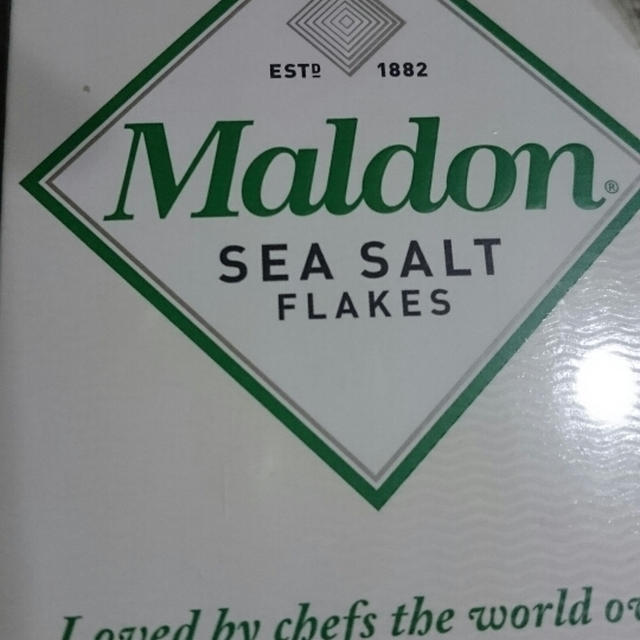 ESTD 1882
Maldon®
SEA SALT
FLAKES
Loved by chefs the world